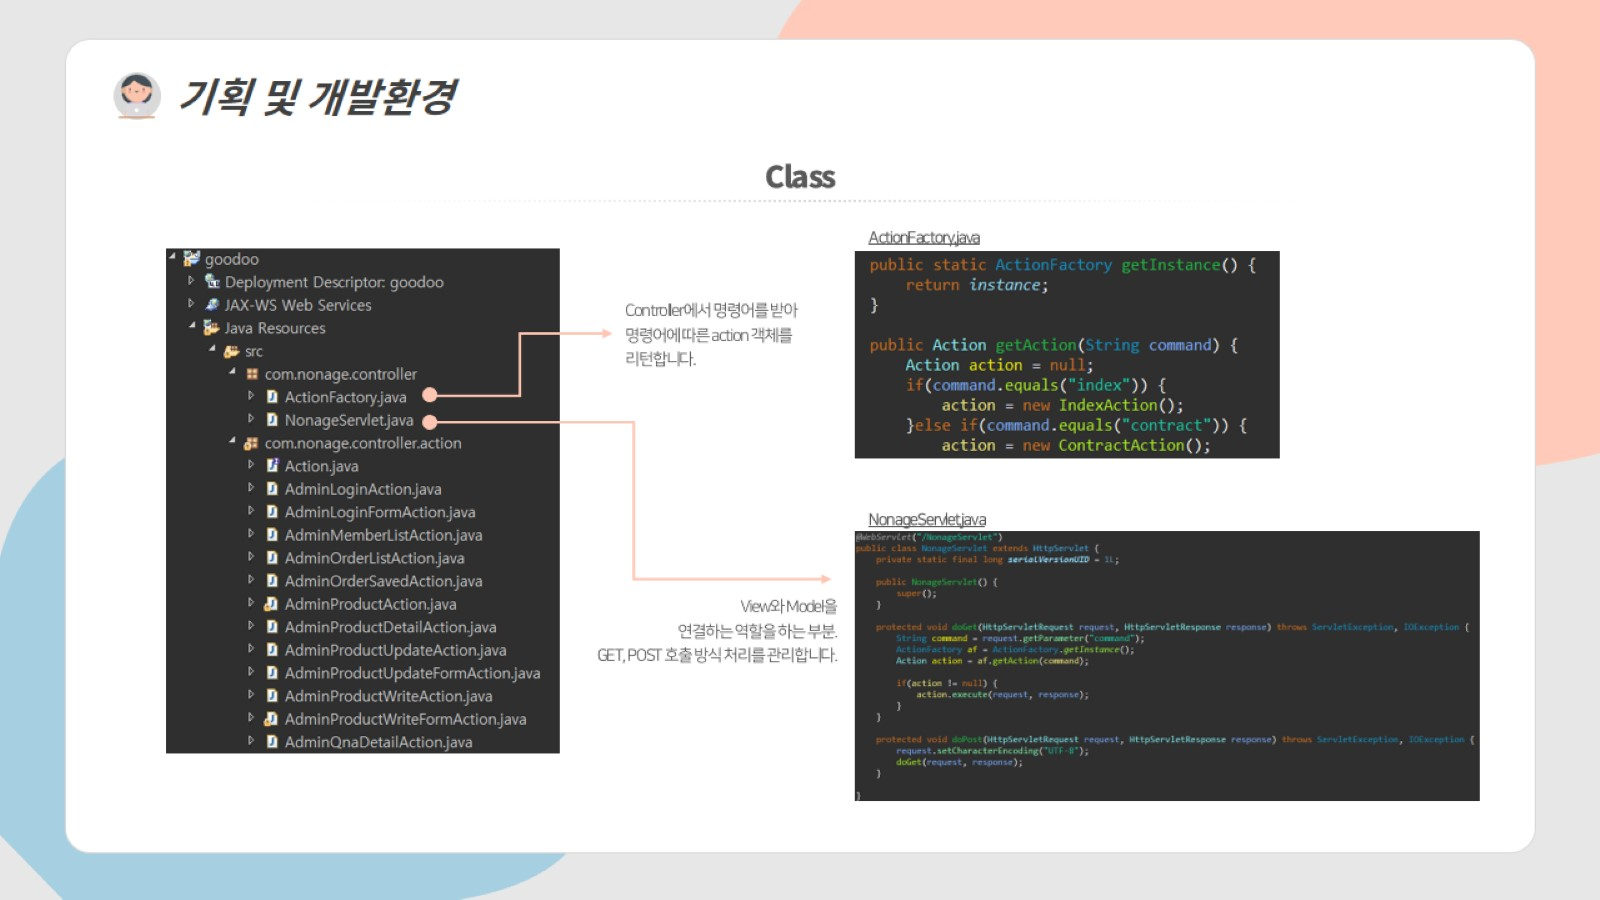 기획 및 개발환경
Class
goodoo
Deployment Descriptor: goodoo
JAX-WS Web Services
Java Resources
src
com.nonage.controller
ActionFactory.java
NonageServlet.java
com.nonage.controller.action
Action.java
AdminLoginAction.java
AdminLoginFormAction.java
AdminMemberListAction.java
AdminOrderListAction.java
AdminOrderSavedAction.java
AdminProductAction.java
AdminProductDetailAction.java
AdminProductUpdateAction.java
AdminProductUpdateFormAction.java
AdminProductWriteAction.java
AdminProductWriteFormAction.java
AdminQnaDetailAction.java
Controller에서 명령어를 받아
명령어에 따른 action 객체를
리턴합니다.
View와 Model을
연결하는 역할을 하는 부분.
GET, POST 호출 방식 처리를 관리합니다.
ActionFactory.java
public static ActionFactory getInstance() {
return instance;
}
public Action getAction(String command) {
Action action = null;
if(command.equals("index")) {
action = new IndexAction();
}else if(command.equals("contract")) {
action = new ContractAction();
NonageServlet.java
@WebServlet("/NonageServlet")
public class NonageServlet extends HttpServlet {
private static final long serialVersionUID = 1L;
public NonageServlet() {
super();
}
protected void doGet(HttpServletRequest request, HttpServletResponse response) throws ServletException, IOException {
String command = request.getParameter("command");
ActionFactory af = ActionFactory.getInstance();
Action action = af.getAction(command);
if(action != null) {
action.execute(request, response);
}
}
protected void doPost(HttpServletRequest request, HttpServletResponse response) throws ServletException, IOException {
request.setCharacterEncoding("UTF-8");
doGet(request, response);
}
}